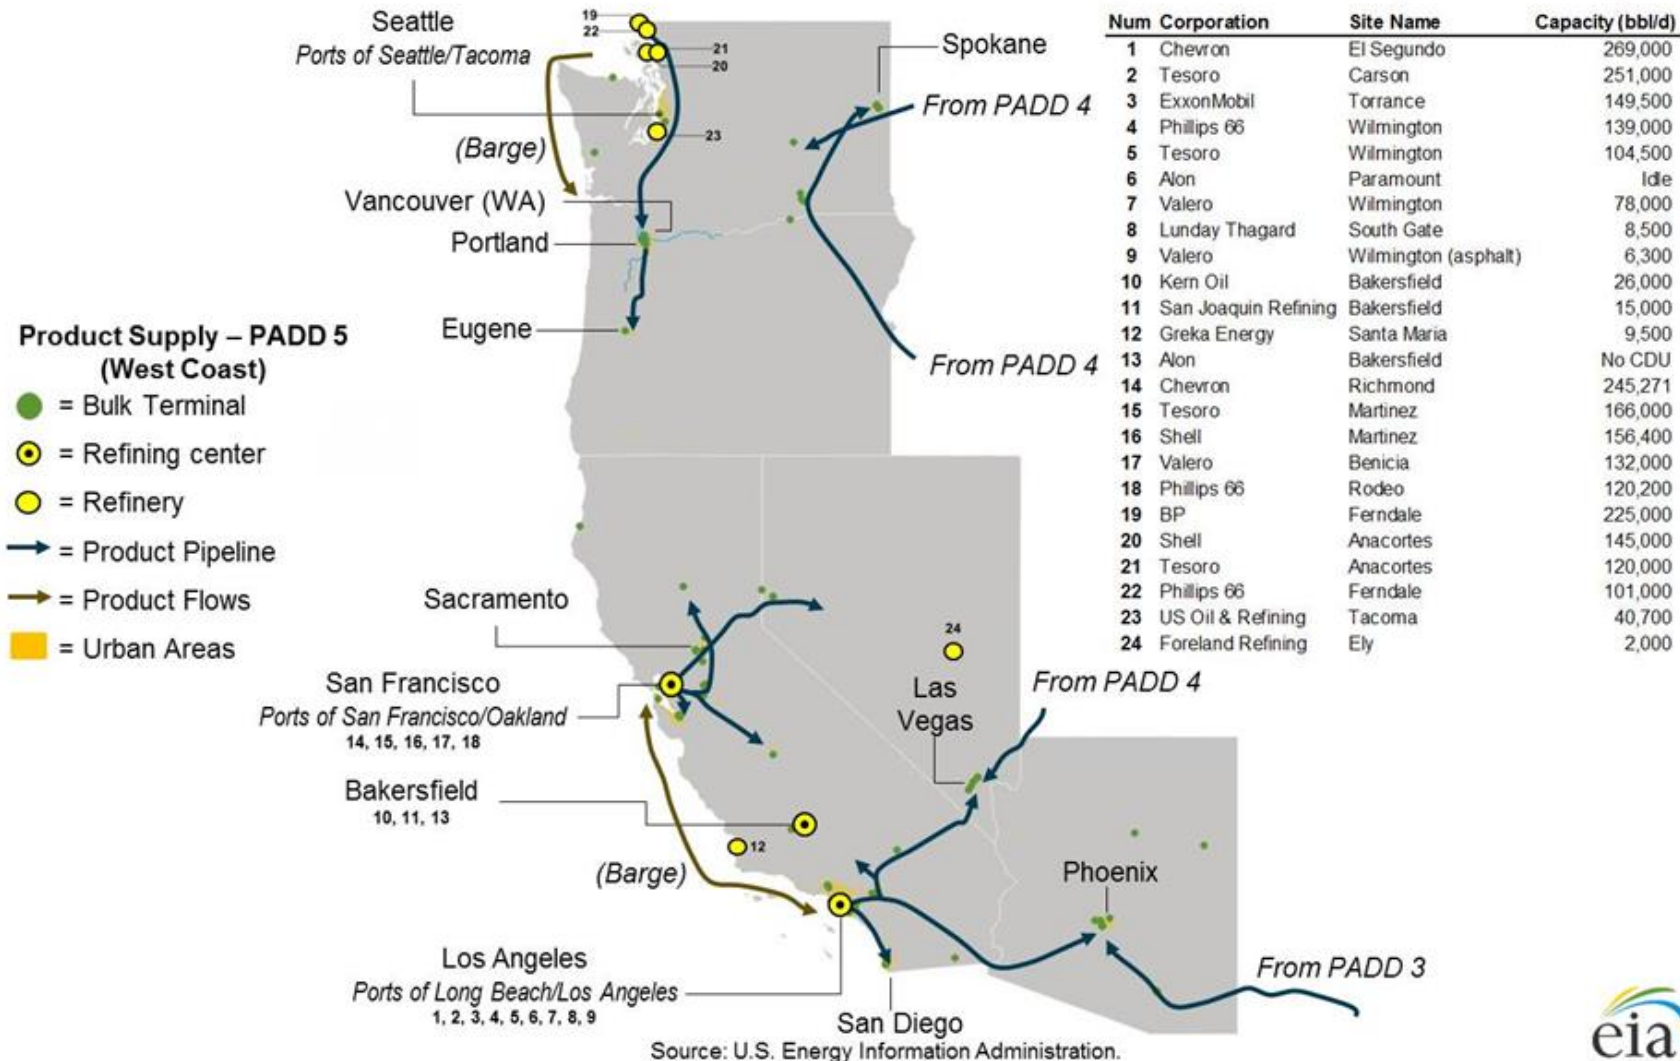 Seattle
Ports of Seattle/Tacoma
19
22
21
20
23
Spokane
From PADD 4
(Barge)
Vancouver (WA)
Portland
Eugene
From PADD 4
Product Supply – PADD 5
(West Coast)
= Bulk Terminal
= Refining center
= Refinery
= Product Pipeline
= Product Flows
= Urban Areas
Sacramento
San Francisco
Ports of San Francisco/Oakland
14, 15, 16, 17, 18
Bakersfield
10, 11, 13
12
(Barge)
24
Las
Vegas
From PADD 4
Phoenix
From PADD 3
Los Angeles
Ports of Long Beach/Los Angeles
1, 2, 3, 4, 5, 6, 7, 8, 9
San Diego
Num Corporation Site Name Capacity (bbl/d)
1 Chevron El Segundo 269,000
2 Tesoro Carson 251,000
3 ExxonMobil Torrance 149,500
4 Phillips 66 Wilmington 139,000
5 Tesoro Wilmington 104,500
6 Alon Paramount Idle
7 Valero Wilmington 78,000
8 Lunday Thagard South Gate 8,500
9 Valero Wilmington (asphalt) 6,300
10 Kern Oil Bakersfield 26,000
11 San Joaquin Refining Bakersfield 15,000
12 Greka Energy Santa Maria 9,500
13 Alon Bakersfield No CDU
14 Chevron Richmond 245,271
15 Tesoro Martinez 166,000
16 Shell Martinez 156,400
17 Valero Benicia 132,000
18 Phillips 66 Rodeo 120,200
19 BP Ferndale 225,000
20 Shell Anacortes 145,000
21 Tesoro Anacortes 120,000
22 Phillips 66 Ferndale 101,000
23 US Oil & Refining Tacoma 40,700
24 Foreland Refining Ely 2,000
Source: U.S. Energy Information Administration.
eia